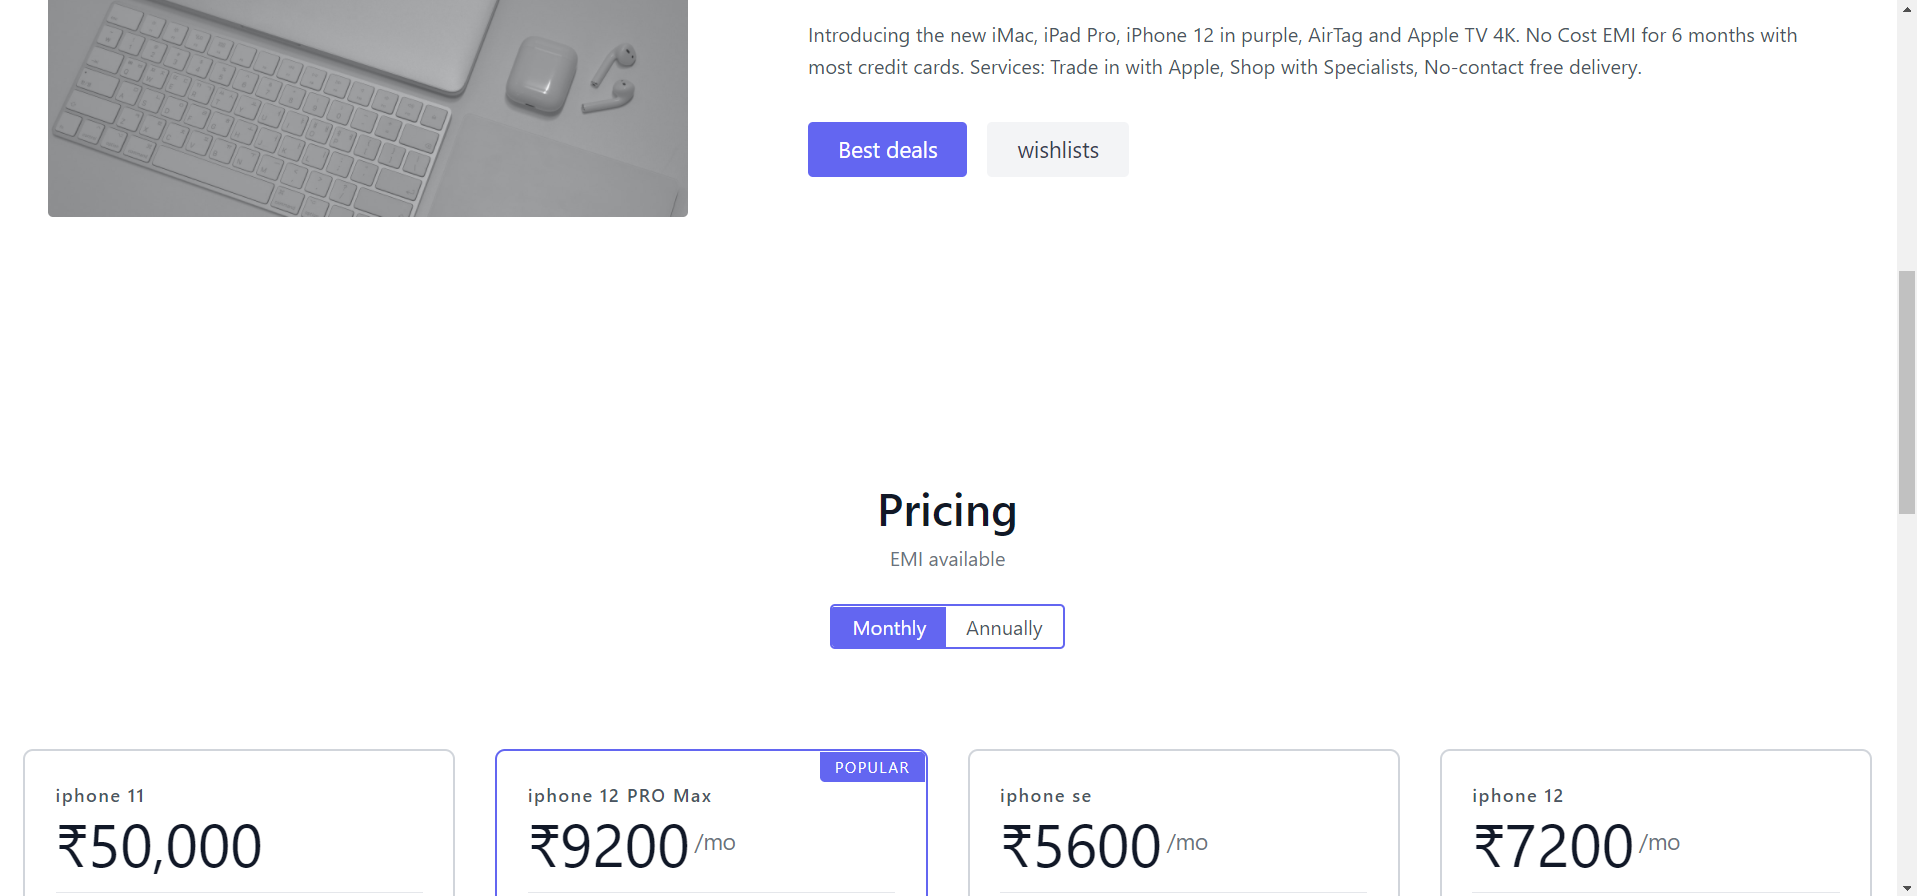 Introducing the new iMac, iPad Pro, iPhone 12 in purple, AirTag and Apple TV 4K. No Cost EMI for 6 months with
most credit cards. Services: Trade in with Apple, Shop with Specialists, No-contact free delivery.
Best deals
wishlists
Pricing
EMI available
Monthly
Annually
iphone 11
₹50,000
POPULAR
iphone 12 PRO Max
₹9200 /mo
iphone se
₹5600 /mo
iphone 12
₹7200 /mo